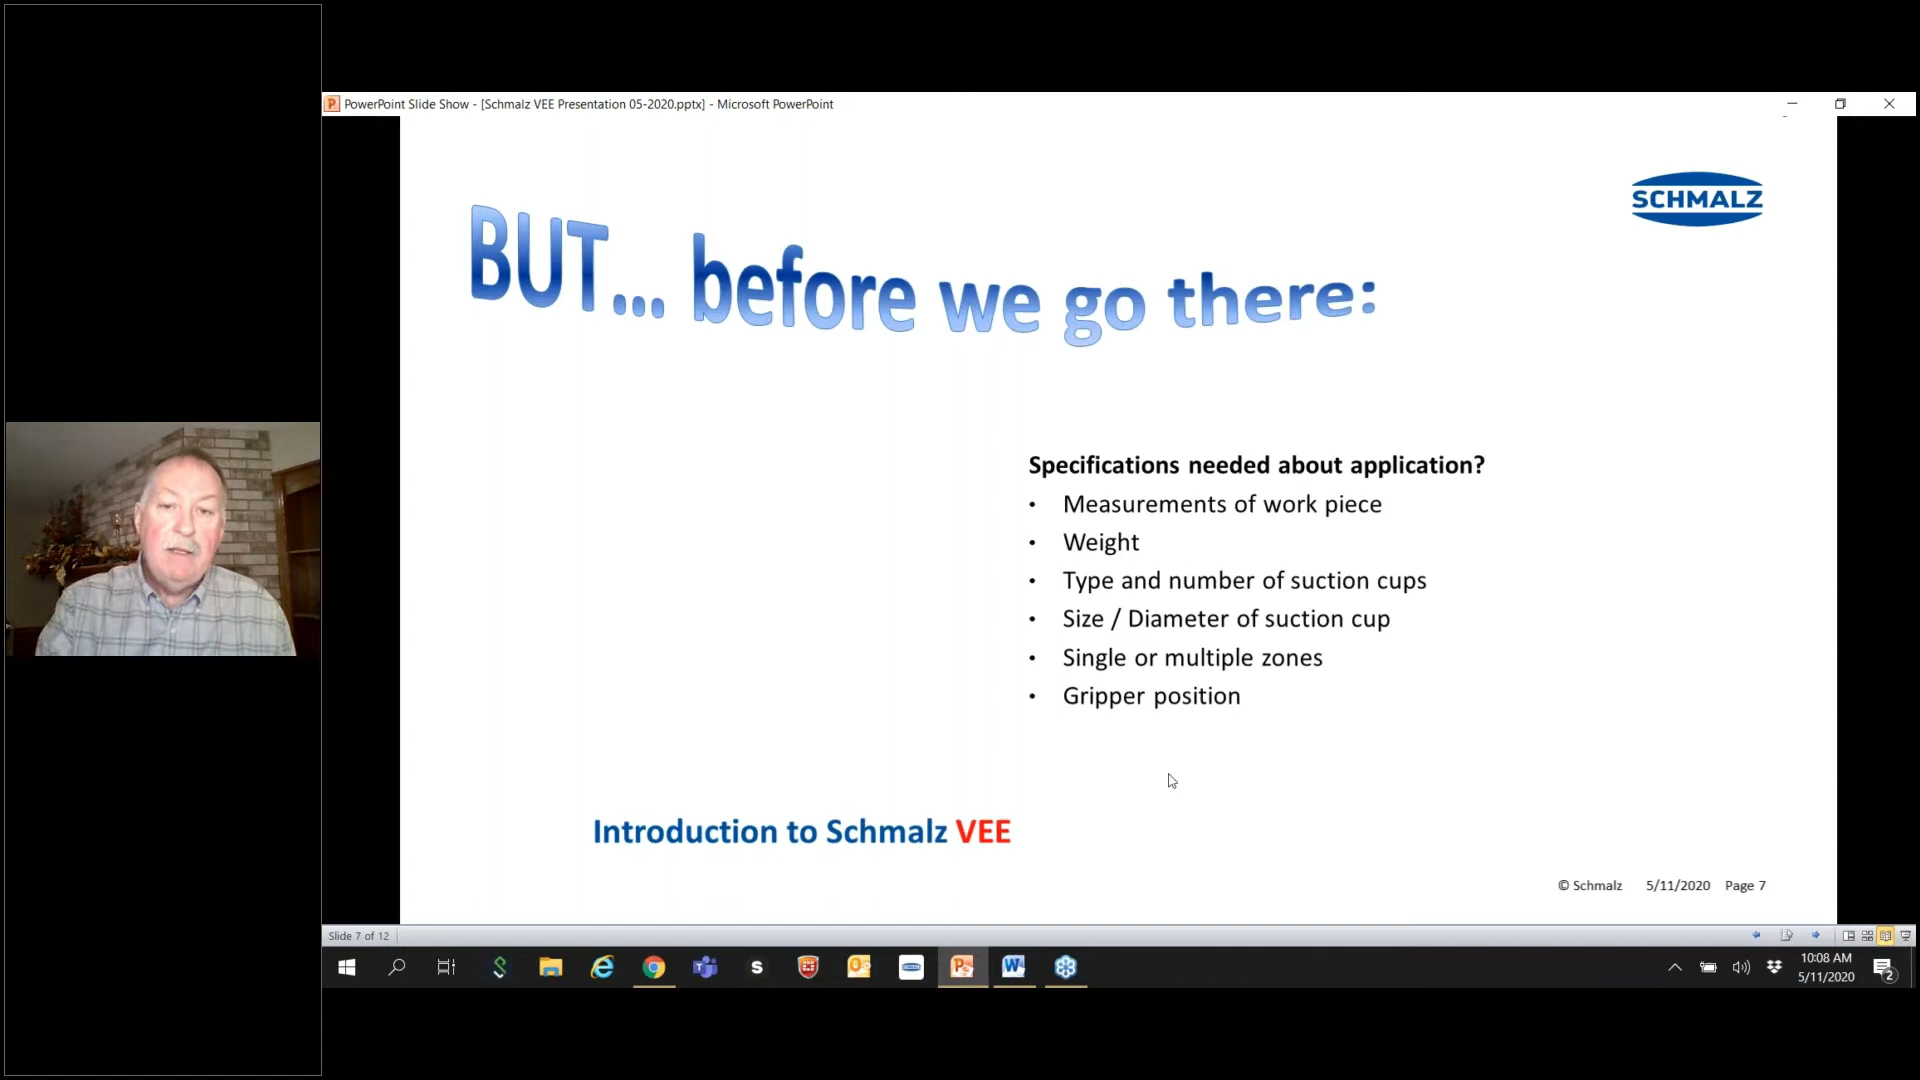 PowerPoint Slide Show - [Schmalz VEE Presentation 05-2020.pptx] - Microsoft PowerPoint
SCHMALZ
BUT... before we go there:
Specifications needed about application?
• Measurements of work piece
• Weight
• Type and number of suction cups
• Size / Diameter of suction cup
• Single or multiple zones
• Gripper position
Introduction to Schmalz VEE
© Schmalz 5/11/2020 Page 7
Slide 7 of 12
10:08 AM
5/11/2020
2